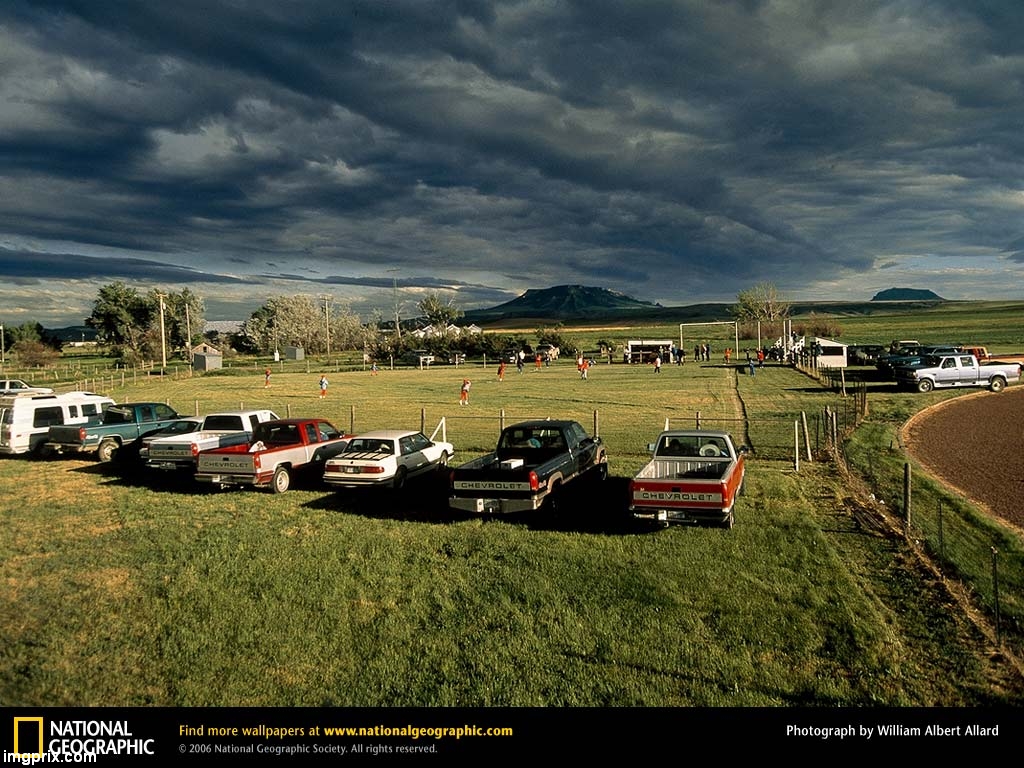 CHEVROLET
CHEVROLET
CHEVROLET
CHEVROLET
NATIONAL
GEOGRAPHIC
Find more wallpapers at www.nationalgeographic.com
© 2006 National Geographic Society. All rights reserved.
Photograph by William Albert Allard
imgprix.com